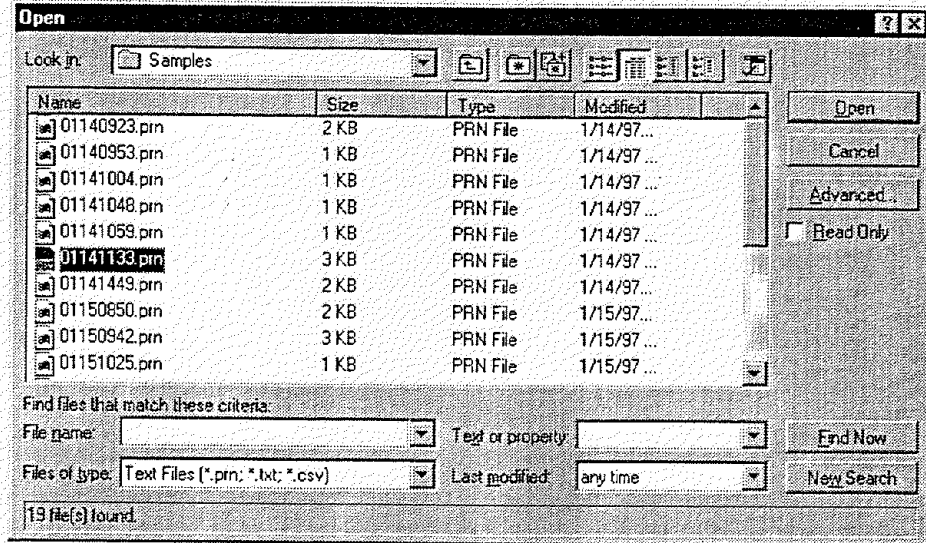 Open
Look in: Samples
Name Size Type Modified
01140923.prn 2 KB PRN File 1/14/97...
01140953.prn 1 KB PRN File 1/14/97...
01141004.prn 1 KB PRN File 1/14/97...
01141048.prn 1 KB PRN File 1/14/97...
01141059.prn 1 KB PRN File 1/14/97...
01141133.prn 3 KB PRN File 1/14/97...
01141449.prn 2 KB PRN File 1/14/97...
01150850.prn 2 KB PRN File 1/15/97...
01150942.prn 3 KB PRN File 1/15/97...
01151025.prn 1 KB PRN File 1/15/97...
Open
Cancel
Advanced...
Read Only
Find files that match these criteria:
File name: Text or property: Find Now
Files of type: Text Files (*.prn; *.txt; *.csv) Last modified: any time New Search
19 file(s) found.